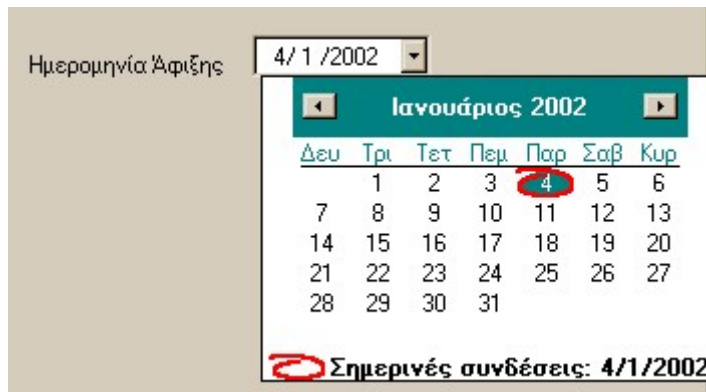 Ημερομηνία Άφιξης 4/ 1 /2002
Ιανουάριος 2002
Δευ Τρι Τετ Πεμ Παρ Σαβ Κυρ
1 2 3 4 5 6
7 8 9 10 11 12 13
14 15 16 17 18 19 20
21 22 23 24 25 26 27
28 29 30 31
Σημερινές συνδέσεις: 4/1/2002